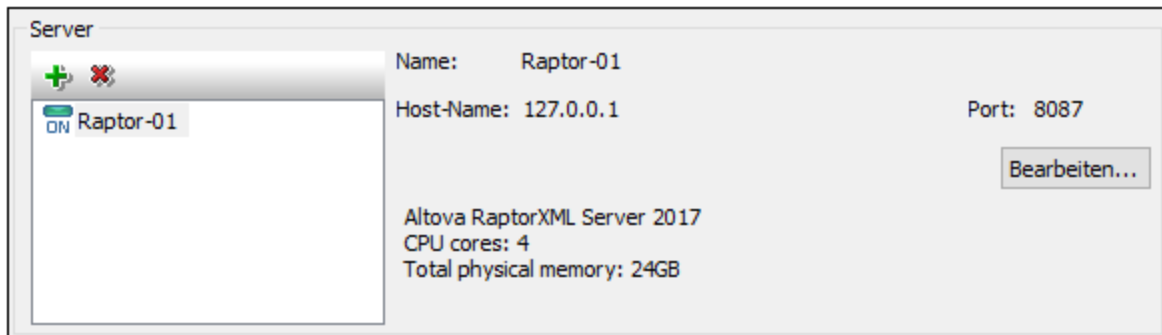 Server
Name: Raptor-01
ON Raptor-01
Host-Name: 127.0.0.1 Port: 8087
Bearbeiten...
Altova RaptorXML Server 2017
CPU cores: 4
Total physical memory: 24GB